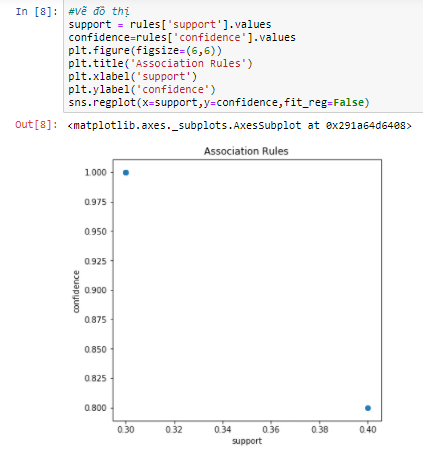 In [8]:
#Vẽ đồ thị
support = rules['support'].values
confidence=rules['confidence'].values
plt.figure(figsize=(6,6))
plt.title('Association Rules')
plt.xlabel('support')
plt.ylabel('confidence')
sns.regplot(x=support,y=confidence,fit_reg=False)
Out[8]: <matplotlib.axes._subplots.AxesSubplot at 0x291a64d6408>
Association Rules
1.000
0.975
0.950
0.925
0.900
0.875
0.850
0.825
0.800
confidence
0.30 0.32 0.34 0.36 0.38 0.40
support